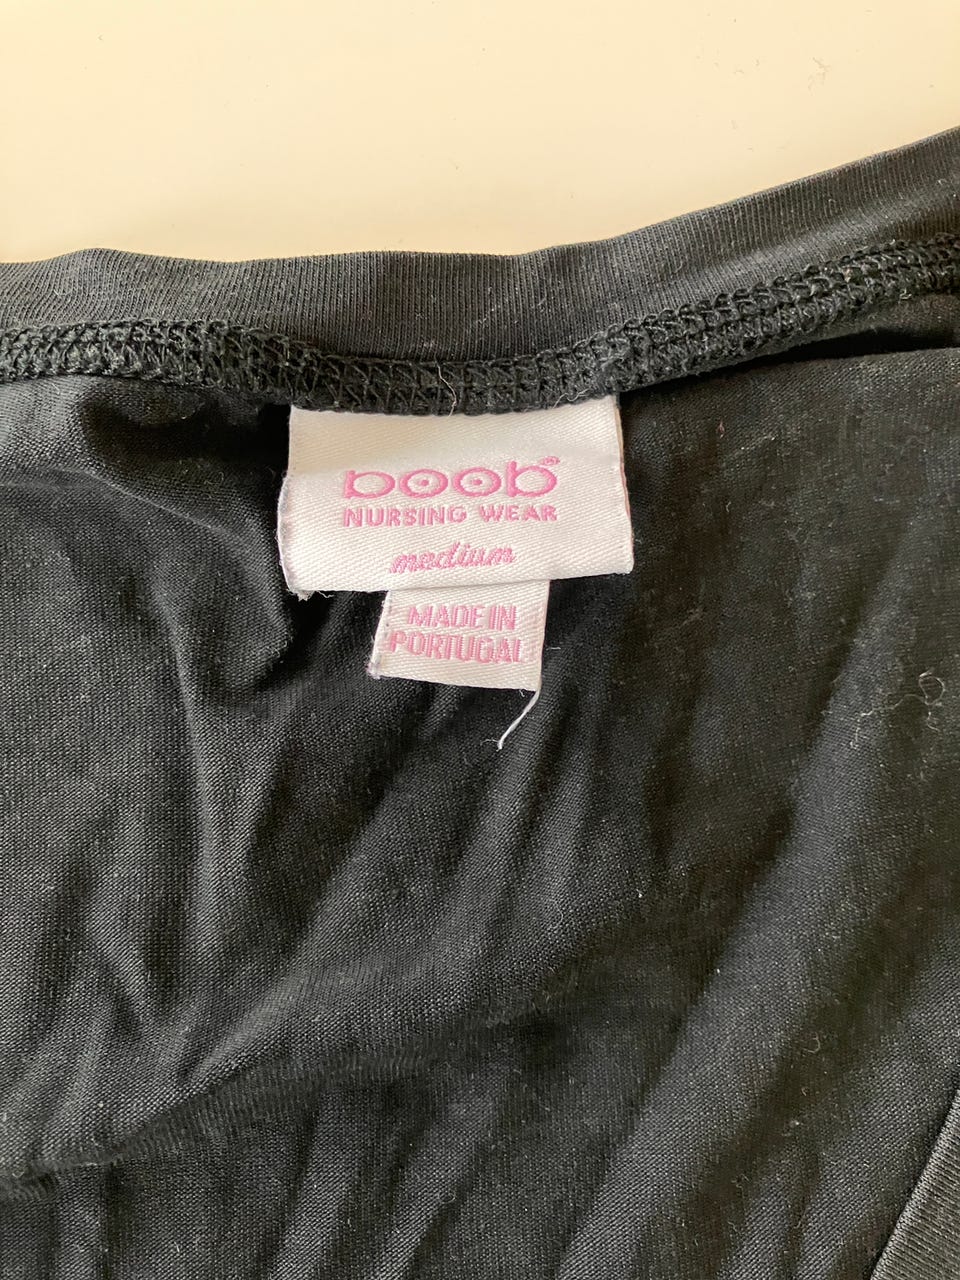 boob®
NURSING WEAR
medium
MADE IN
PORTUGAL